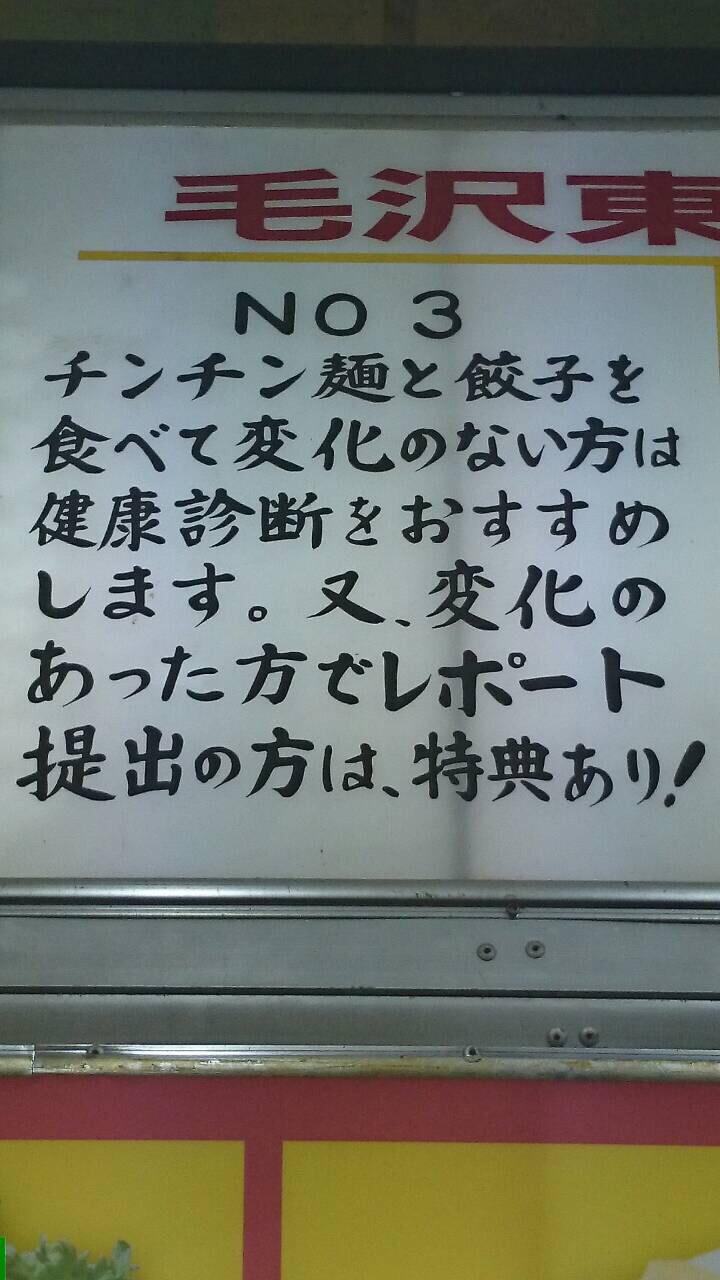 毛沢東
NO 3
チンチン麺と餃子を
食べて変化のない方は
健康診断をおすすめ
します。又、変化の
あった方でレポート
提出の方は、特典あり!